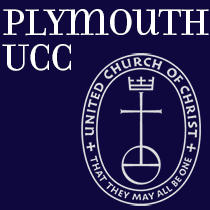 PLYMOUTH
UCC
UNITED CHURCH OF CHRIST
THAT THEY MAY ALL BE ONE